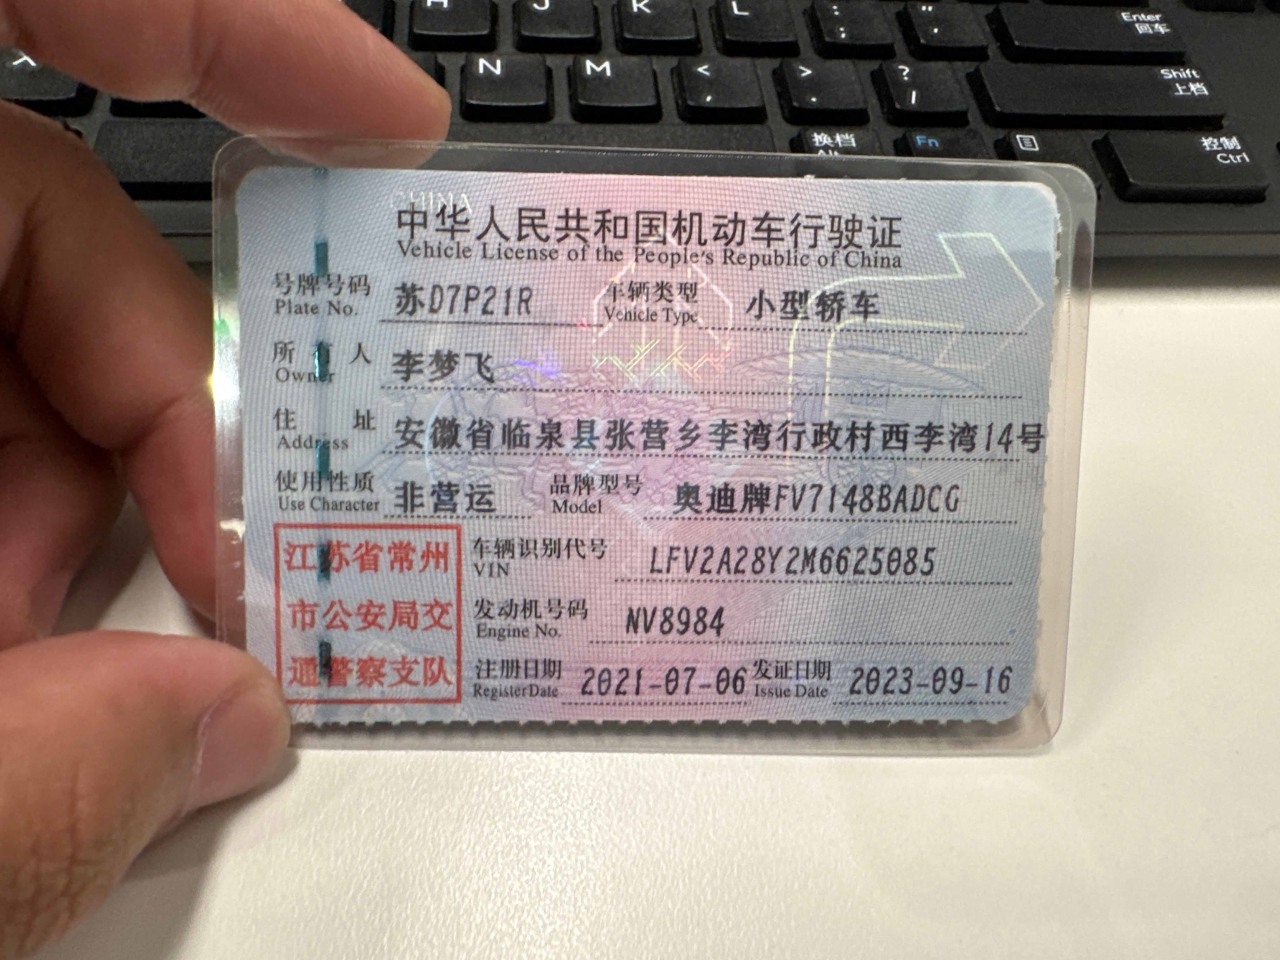 H J K L : ; " '
Enter
回车
X N M < , > . ? /
Shift
上档
换档
Alt
Fn
控制
Ctrl
CHINA
中华人民共和国机动车行驶证
Vehicle License of the People's Republic of China
号牌号码 苏D7P21R 车辆类型 小型轿车
Plate No. Vehicle Type
所有人 李梦飞
Owner
住址 安徽省临泉县张营乡李湾行政村西李湾14号
Address
使用性质 非营运 品牌型号 奥迪牌FV7148BADCG
Use Character Model
江苏省常州
市公安局交
通警察支队
车辆识别代号 LFV2A28Y2M6625085
VIN
发动机号码 NV8984
Engine No.
注册日期 2021-07-06 发证日期 2023-09-16
Register Date Issue Date